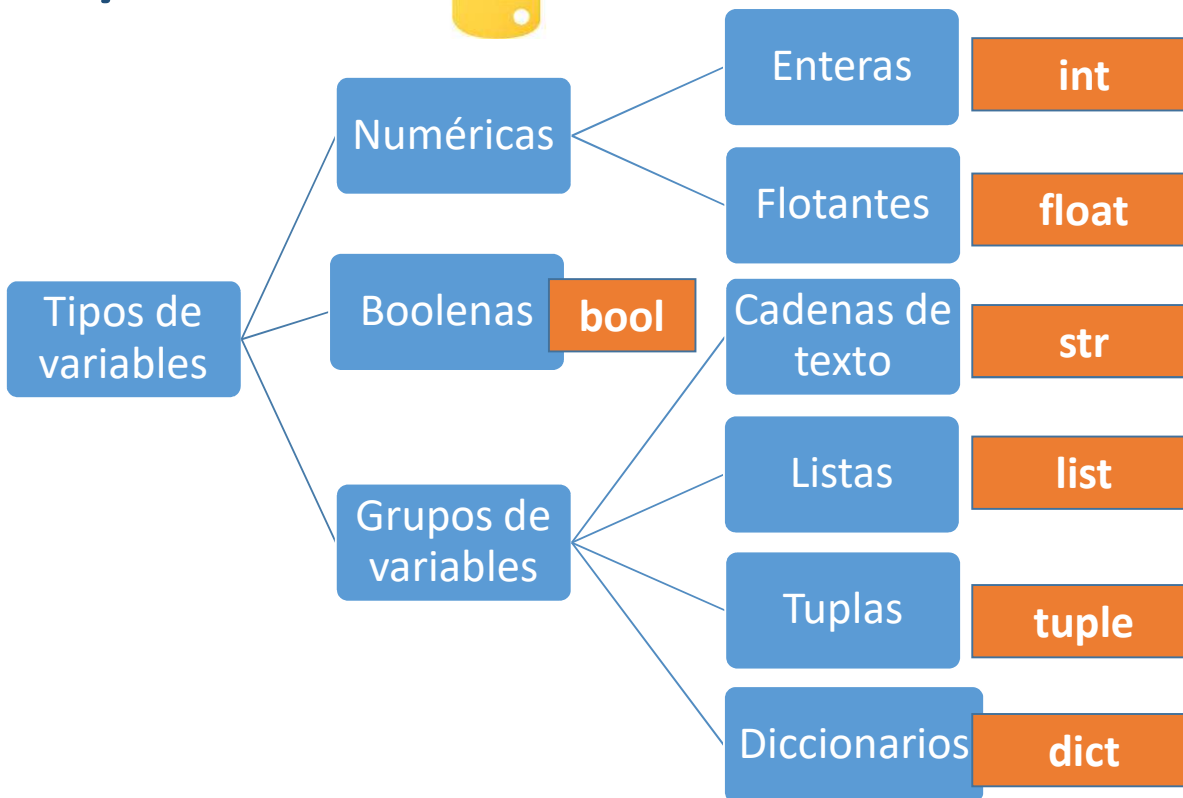 Tipos de
variables
Numéricas
Enteras
int
Flotantes
float
Boolenas
bool
Grupos de
variables
Cadenas de
texto
str
Listas
list
Tuplas
tuple
Diccionarios
dict